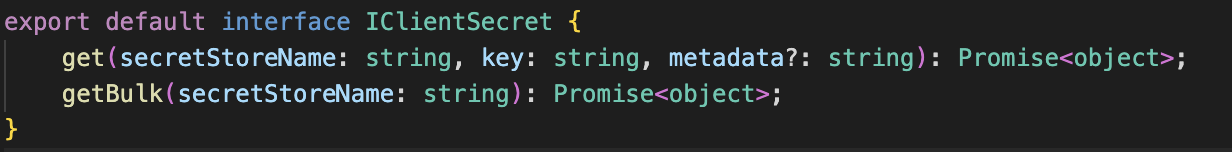 export default interface IClientSecret {
    get(secretStoreName: string, key: string, metadata?: string): Promise<object>;
    getBulk(secretStoreName: string): Promise<object>;
}